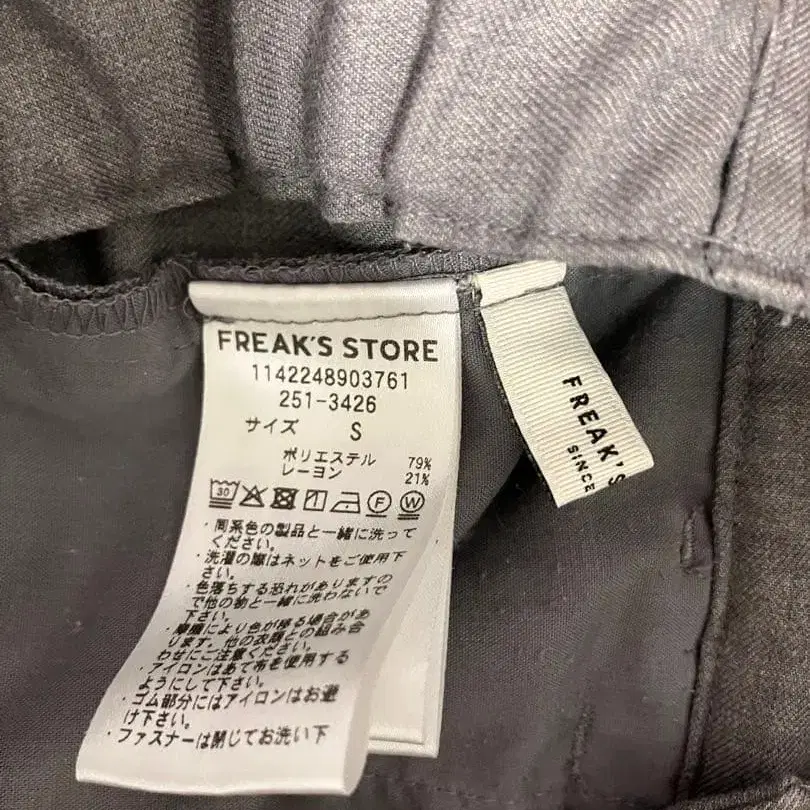 FREAK'S STORE
1142248903761
251-3426
サイズ S
ポリエステル 79%
レーヨン 21%
30
F W
・同系色の製品と一緒に洗って
ください。
・洗濯の際はネットをご使用下
さい。
・色落ちする恐れがありますの
で他の物と一緒に洗わないで
下さい。
・摩擦により色が移る場合があ
ります。他の衣類との組み合
わせにご注意ください。
・アイロンはあて布を使用する
ようにして下さい。
・ゴム部分にはアイロンはお避
け下さい。
・ファスナーは閉じてお洗い下
FREAK'S
SINCE